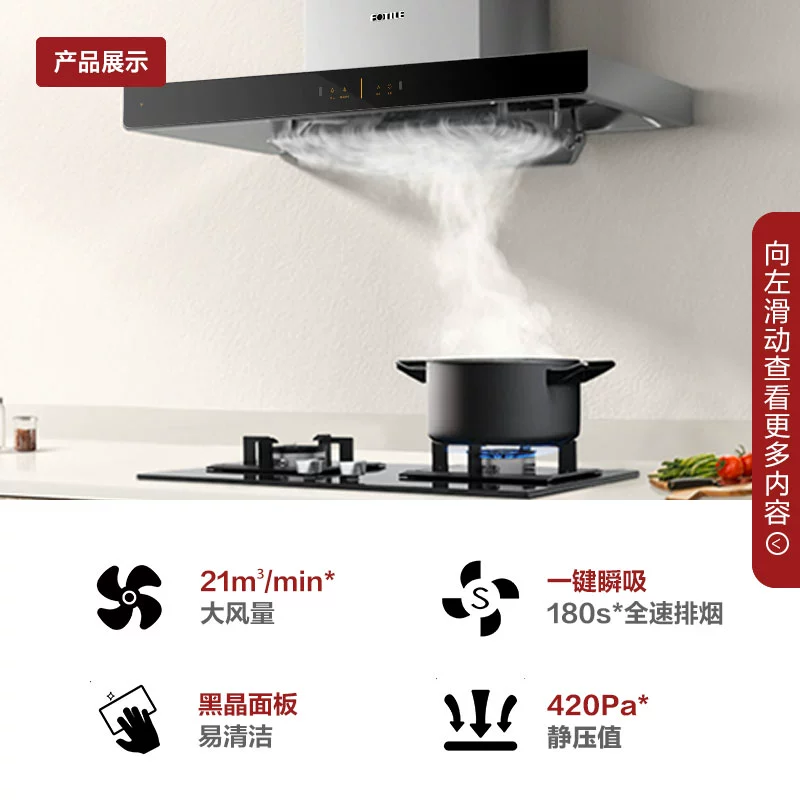 FOTILE
产品展示
向左滑动查看更多内容
21m³/min*
大风量
一键瞬吸
180s*全速排烟
黑晶面板
易清洁
420Pa*
静压值